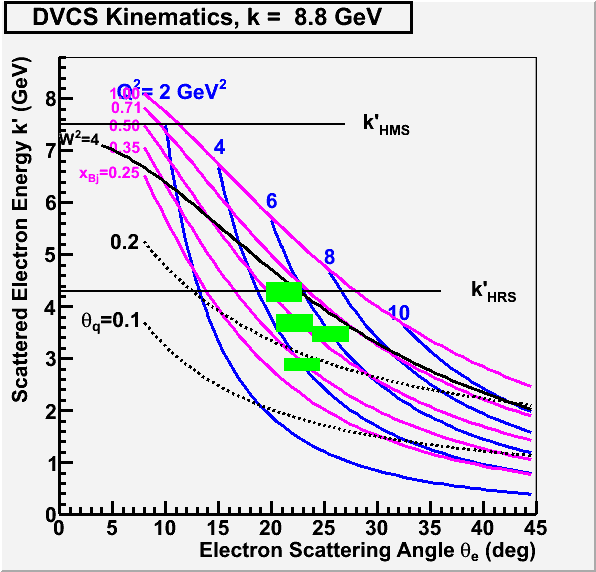 DVCS Kinematics, k = 8.8 GeV
Scattered Electron Energy k' (GeV)
8
7
6
5
4
3
2
1
0
1.00
0.71
0.50
0.35
x_Bj=0.25
Q²= 2 GeV²
4
6
8
10
W²=4
0.2
θ_q=0.1
k'_HMS
k'_HRS
0 5 10 15 20 25 30 35 40 45
Electron Scattering Angle θ_e (deg)